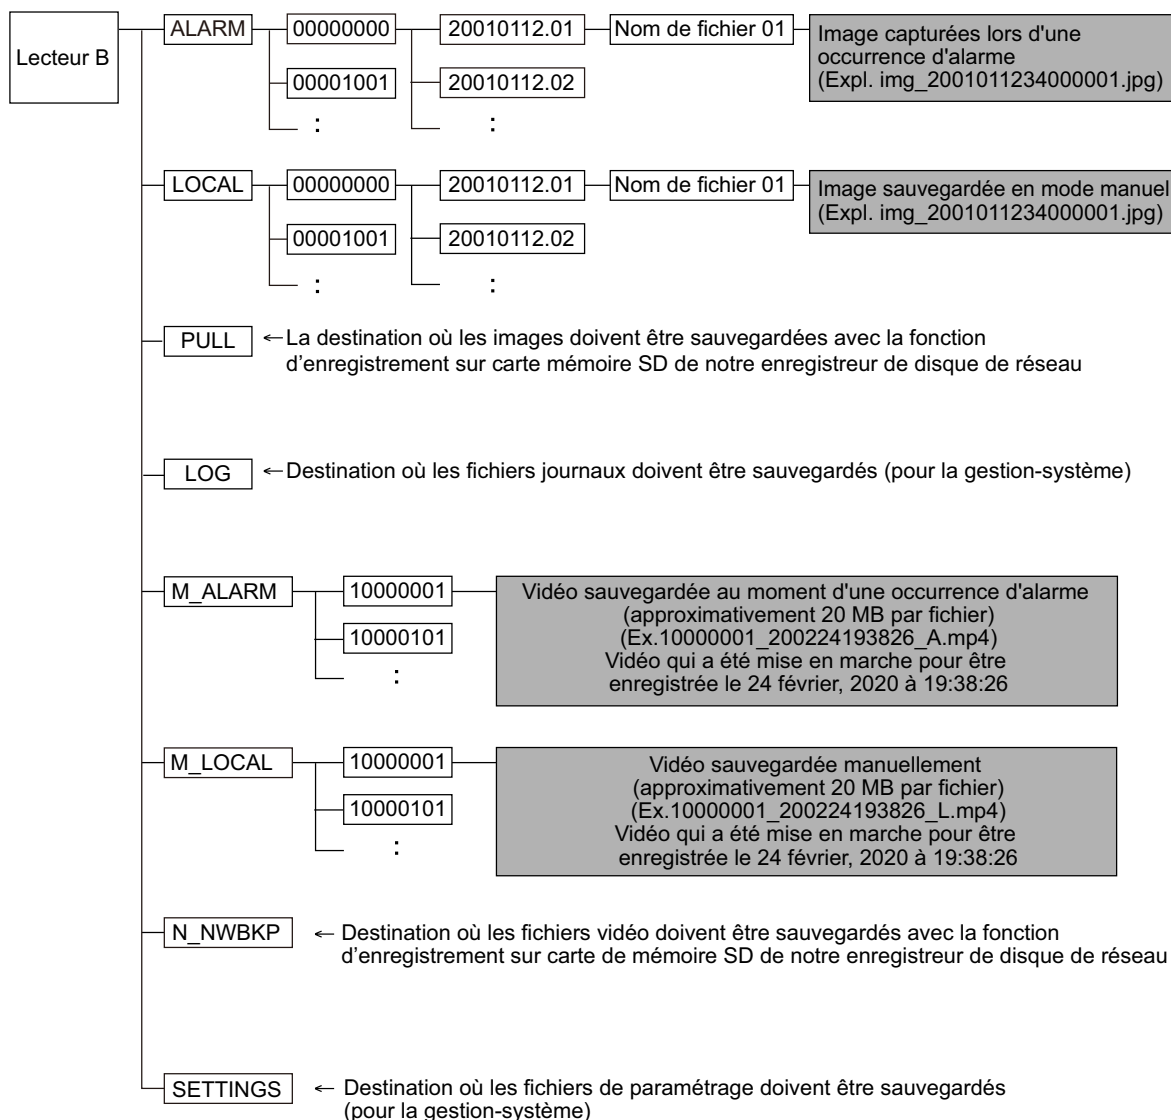 Lecteur B
ALARM
00000000
20010112.01
Nom de fichier 01
Image capturées lors d'une
occurrence d'alarme
(Expl. img_2001011234000001.jpg)
00001001
20010112.02
:
:
LOCAL
00000000
20010112.01
Nom de fichier 01
Image sauvegardée en mode manuel
(Expl. img_2001011234000001.jpg)
00001001
20010112.02
:
:
PULL
←La destination où les images doivent être sauvegardées avec la fonction
d’enregistrement sur carte mémoire SD de notre enregistreur de disque de réseau
LOG
←Destination où les fichiers journaux doivent être sauvegardés (pour la gestion-système)
M_ALARM
10000001
Vidéo sauvegardée au moment d'une occurrence d'alarme
(approximativement 20 MB par fichier)
(Ex.10000001_200224193826_A.mp4)
Vidéo qui a été mise en marche pour être
enregistrée le 24 février, 2020 à 19:38:26
10000101
:
M_LOCAL
10000001
Vidéo sauvegardée manuellement
(approximativement 20 MB par fichier)
(Ex.10000001_200224193826_L.mp4)
Vidéo qui a été mise en marche pour être
enregistrée le 24 février, 2020 à 19:38:26
10000101
:
N_NWBKP
← Destination où les fichiers vidéo doivent être sauvegardés avec la fonction
d’enregistrement sur carte de mémoire SD de notre enregistreur de disque de réseau
SETTINGS
← Destination où les fichiers de paramétrage doivent être sauvegardés
(pour la gestion-système)